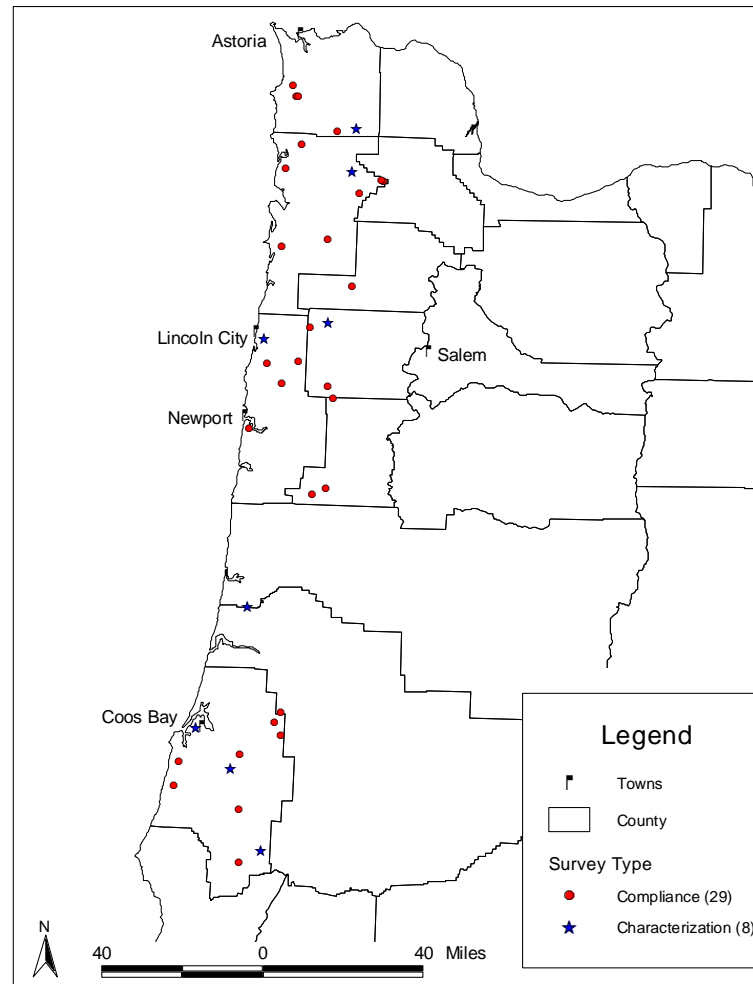 Astoria
Lincoln City
Salem
Newport
Coos Bay
Legend
Towns
County
Survey Type
Compliance (29)
Characterization (8)
N
40 0 40 Miles